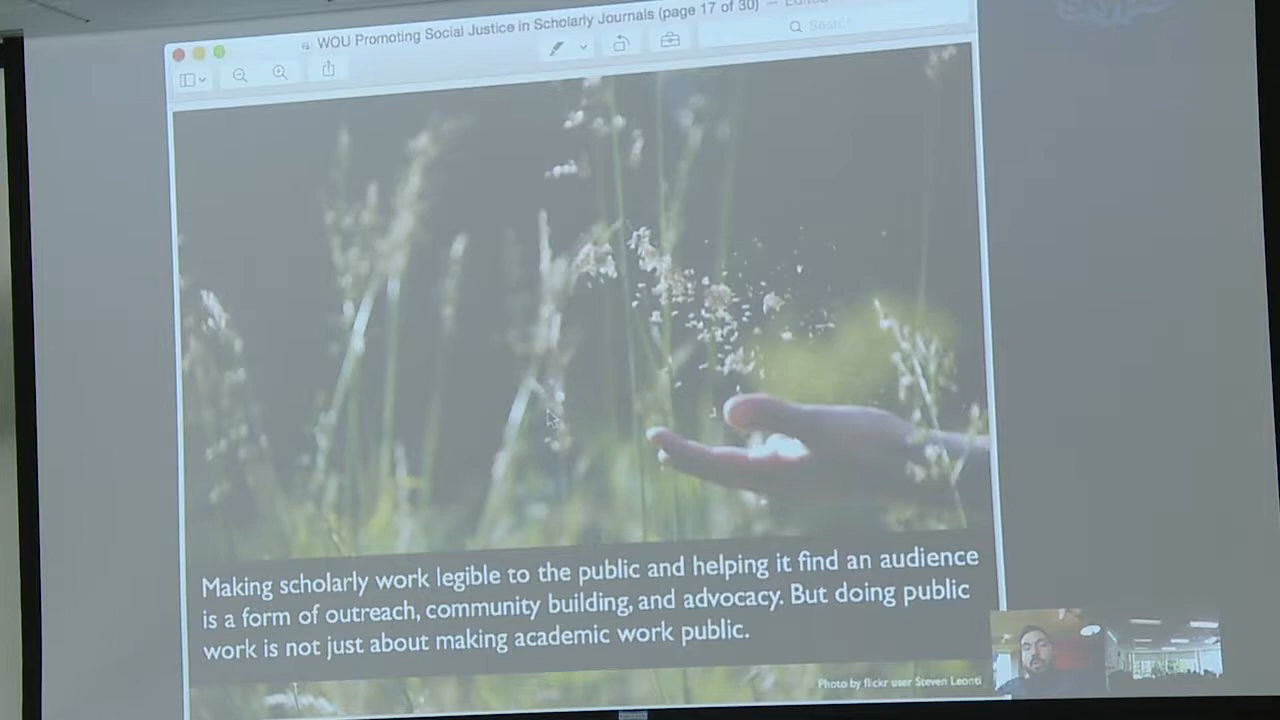 WOU Promoting Social Justice in Scholarly Journals (page 17 of 30) — Edited
Search
Making scholarly work legible to the public and helping it find an audience
is a form of outreach, community building, and advocacy. But doing public
work is not just about making academic work public.
Photo by flickr user Steven Leonti